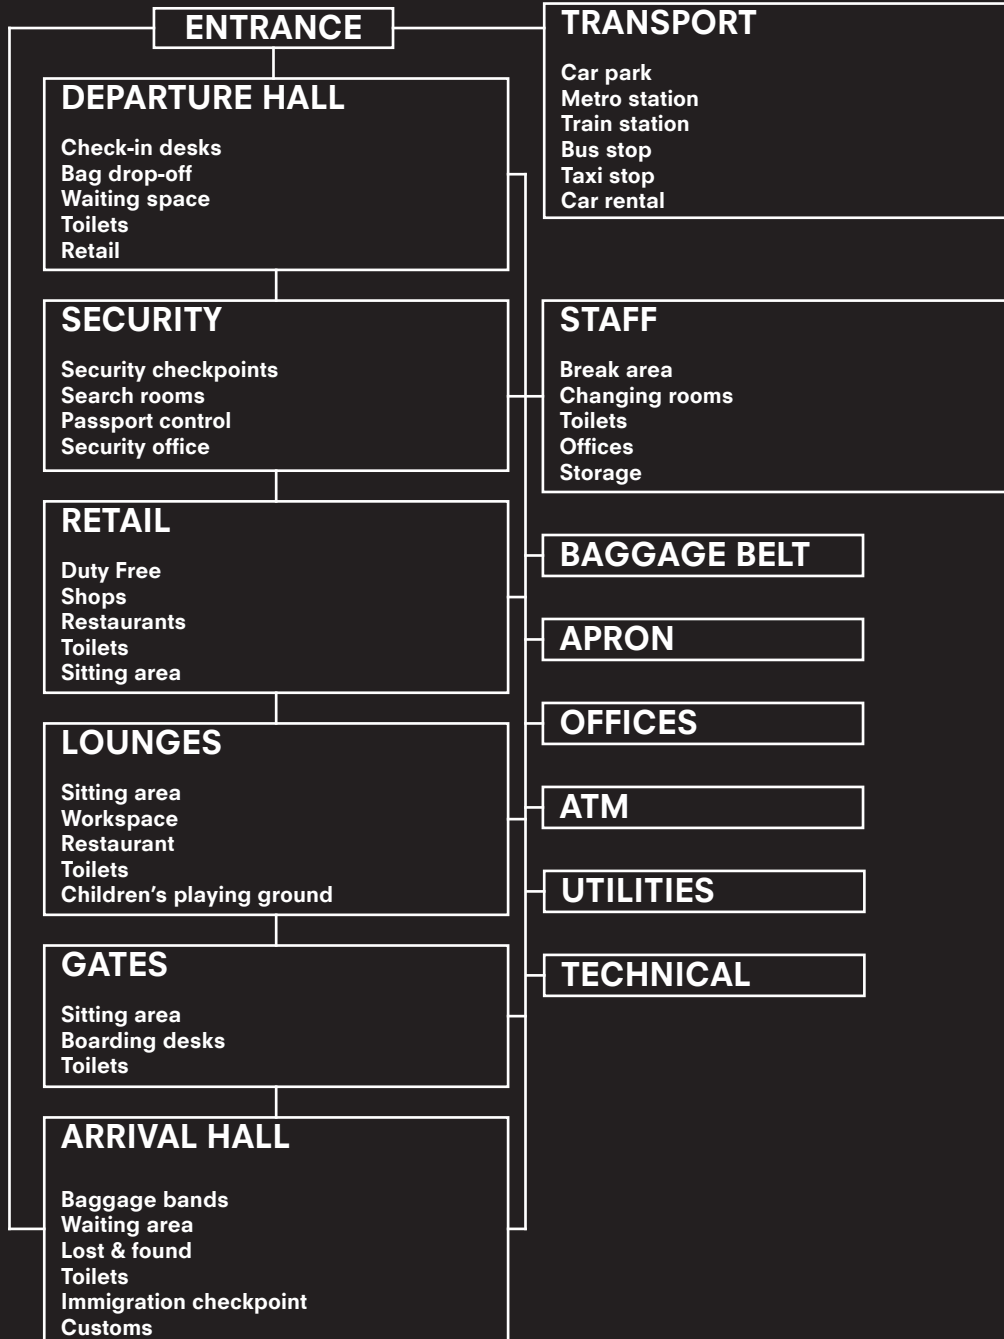 ENTRANCE
TRANSPORT
Car park
Metro station
Train station
Bus stop
Taxi stop
Car rental
DEPARTURE HALL
Check-in desks
Bag drop-off
Waiting space
Toilets
Retail
SECURITY
Security checkpoints
Search rooms
Passport control
Security office
STAFF
Break area
Changing rooms
Toilets
Offices
Storage
RETAIL
Duty Free
Shops
Restaurants
Toilets
Sitting area
BAGGAGE BELT
APRON
OFFICES
ATM
UTILITIES
TECHNICAL
LOUNGES
Sitting area
Workspace
Restaurant
Toilets
Children’s playing ground
GATES
Sitting area
Boarding desks
Toilets
ARRIVAL HALL
Baggage bands
Waiting area
Lost & found
Toilets
Immigration checkpoint
Customs